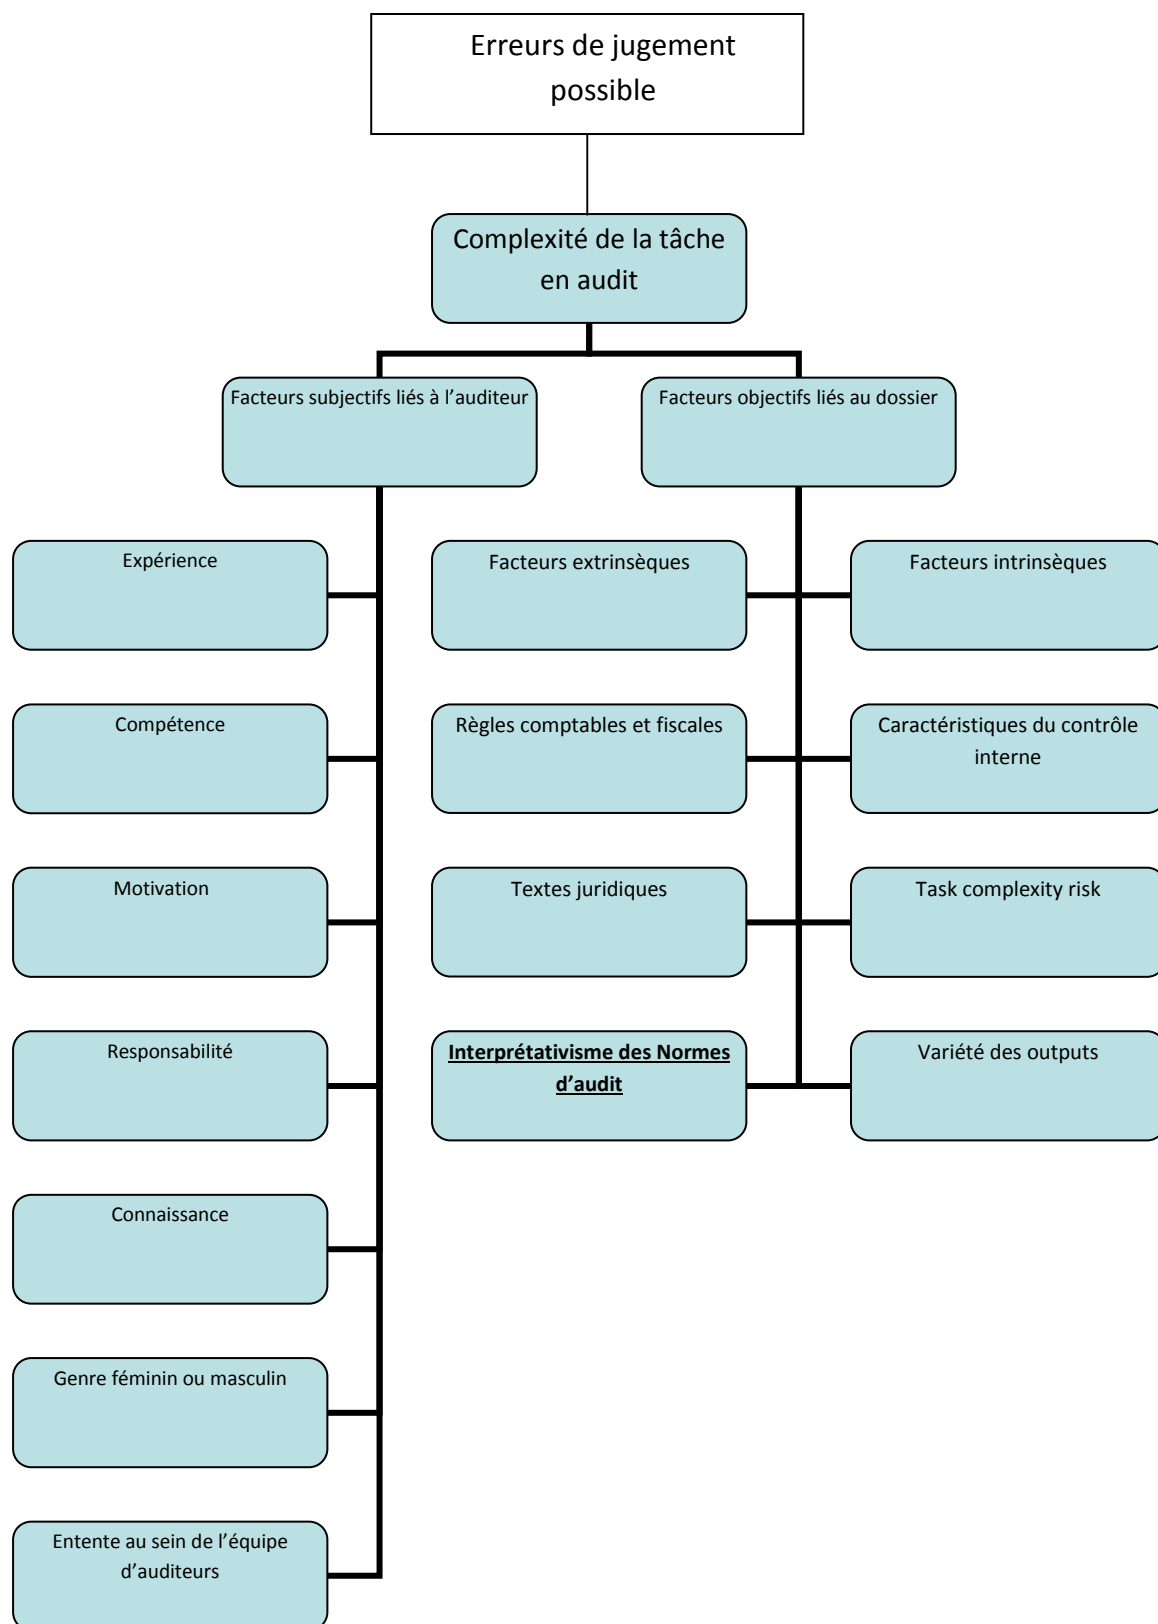 Erreurs de jugement
possible
Complexité de la tâche
en audit
Facteurs subjectifs liés à l'auditeur
Facteurs objectifs liés au dossier
Expérience
Facteurs extrinsèques
Facteurs intrinsèques
Compétence
Règles comptables et fiscales
Caractéristiques du contrôle
interne
Motivation
Textes juridiques
Task complexity risk
Responsabilité
Interprétativisme des Normes
d'audit
Variété des outputs
Connaissance
Genre féminin ou masculin
Entente au sein de l'équipe
d'auditeurs